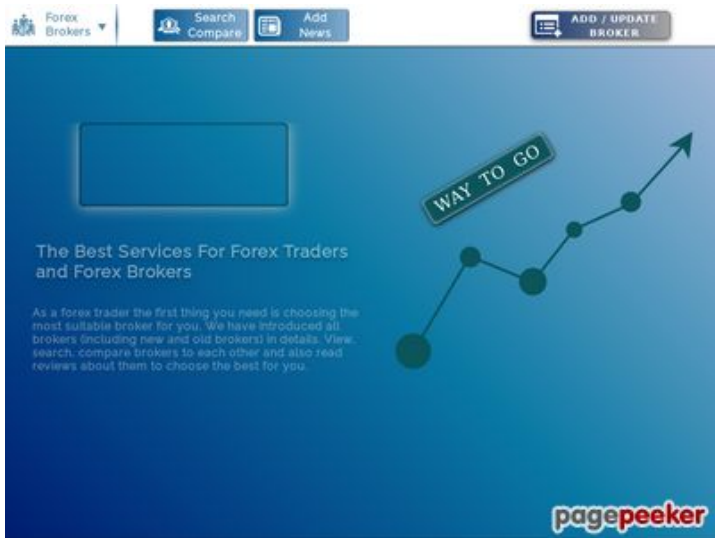 Forex
Brokers
Search
Compare
Add
News
ADD / UPDATE
BROKER
WAY TO GO
The Best Services For Forex Traders
and Forex Brokers
As a forex trader the first thing you need is choosing the
most suitable broker for you. We have introduced all
brokers (including new and old brokers) in details. View,
search, compare brokers to each other and also read
reviews about them to choose the best for you.
pagepeeker